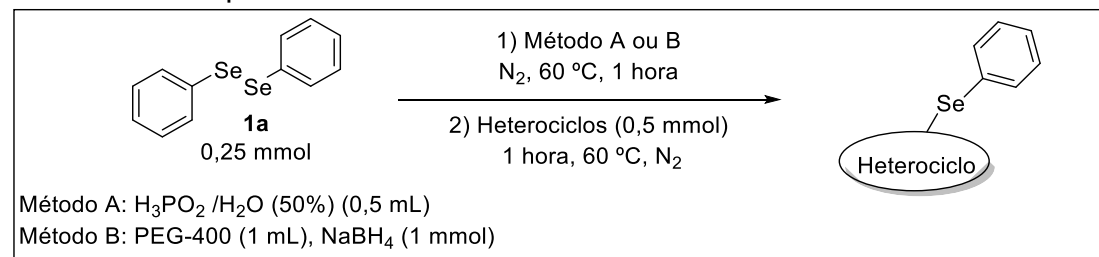 Se
Se
1a
0,25 mmol
1) Método A ou B
N2, 60 ºC, 1 hora
2) Heterociclos (0,5 mmol)
1 hora, 60 ºC, N2
Se
Heterociclo
Método A: H3PO2 /H2O (50%) (0,5 mL)
Método B: PEG-400 (1 mL), NaBH4 (1 mmol)